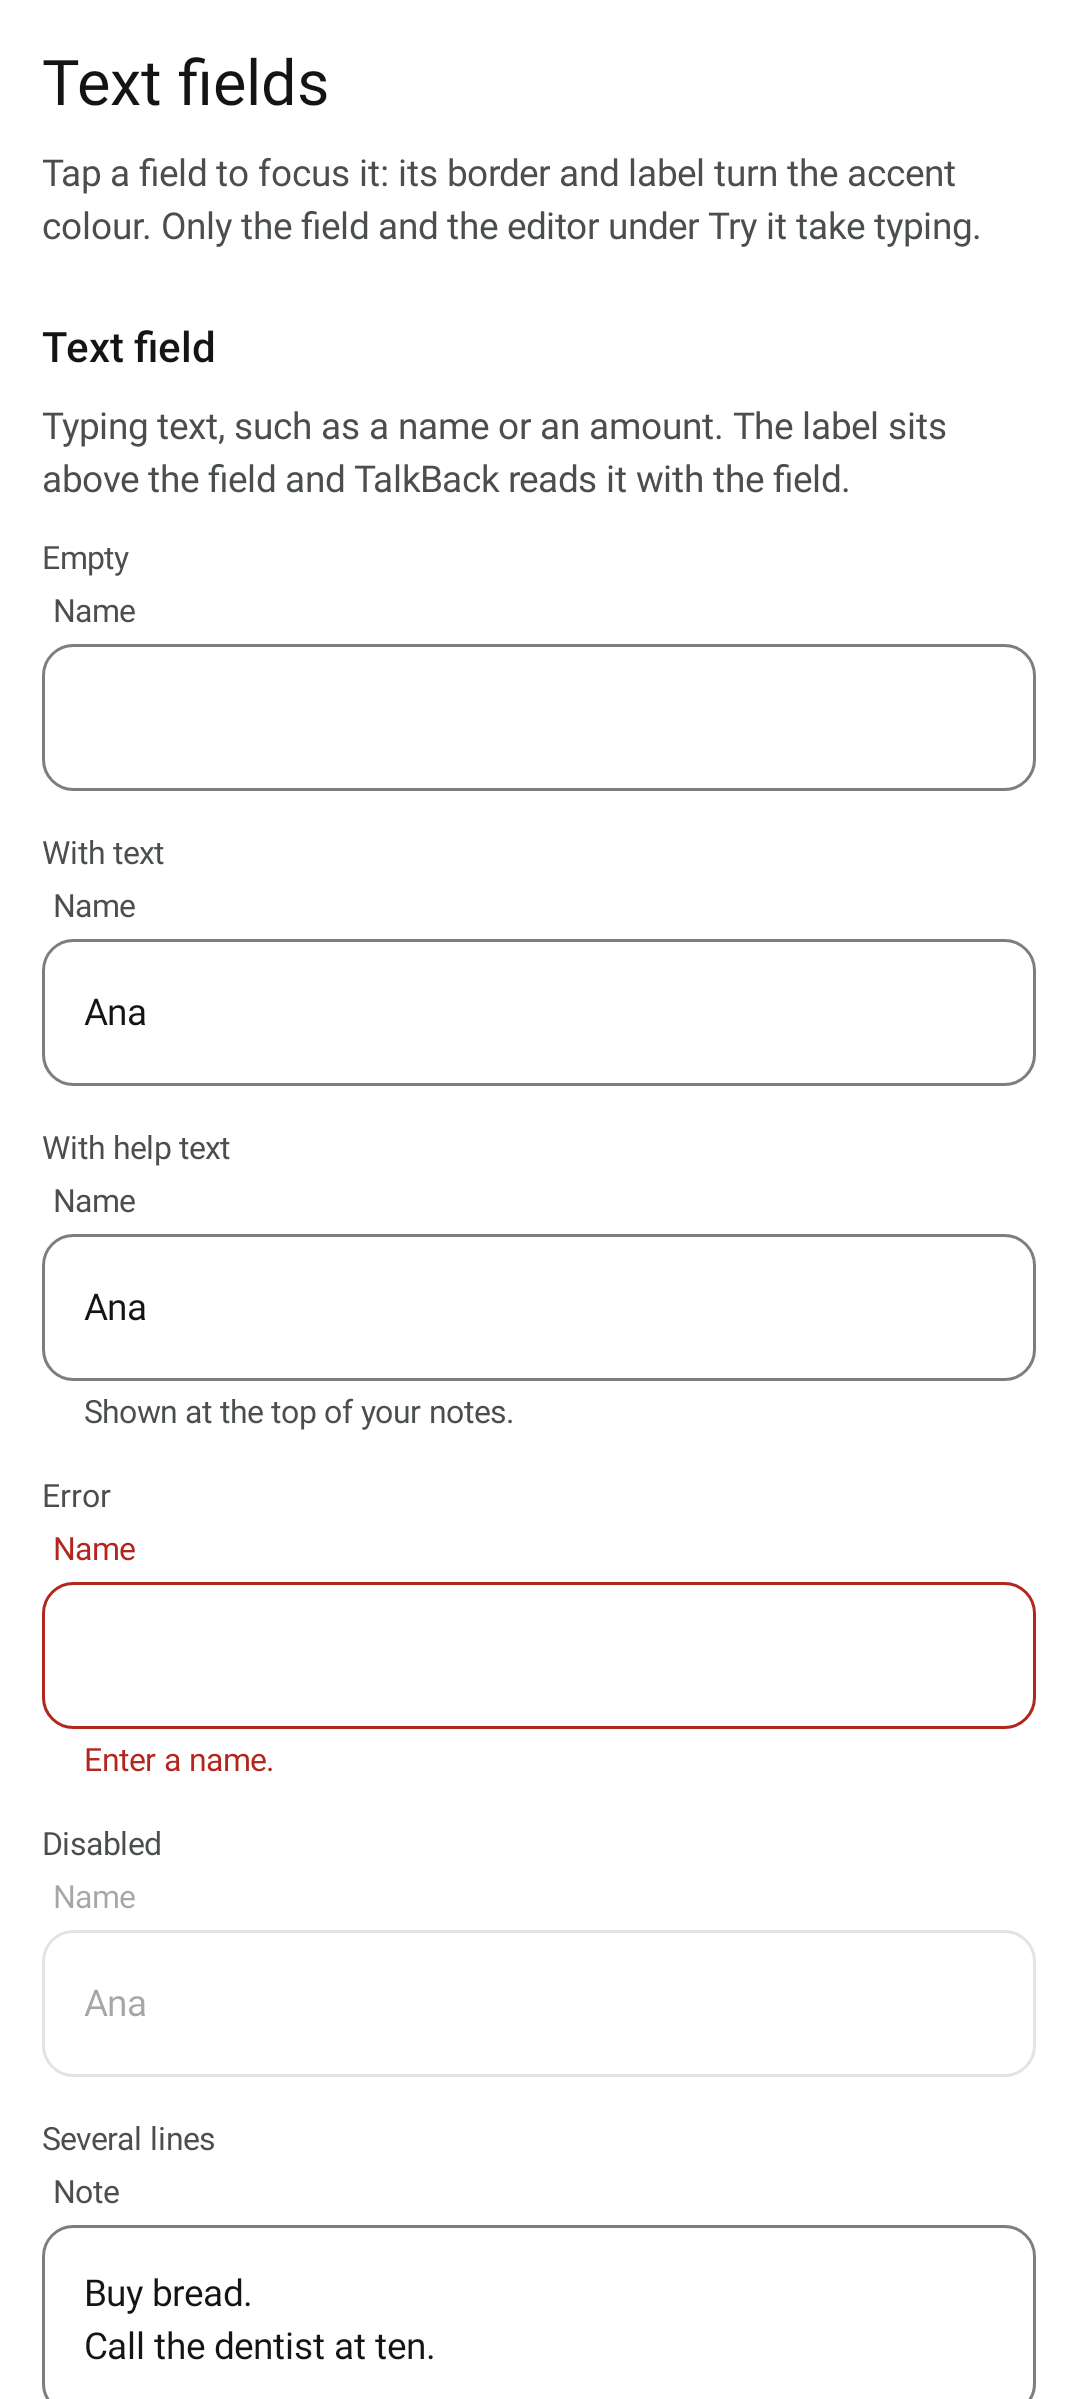 Text fields
Tap a field to focus it: its border and label turn the accent
colour. Only the field and the editor under Try it take typing.
Text field
Typing text, such as a name or an amount. The label sits
above the field and TalkBack reads it with the field.
Empty
Name
With text
Name
Ana
With help text
Name
Ana
Shown at the top of your notes.
Error
Name
Enter a name.
Disabled
Name
Ana
Several lines
Note
Buy bread.
Call the dentist at ten.